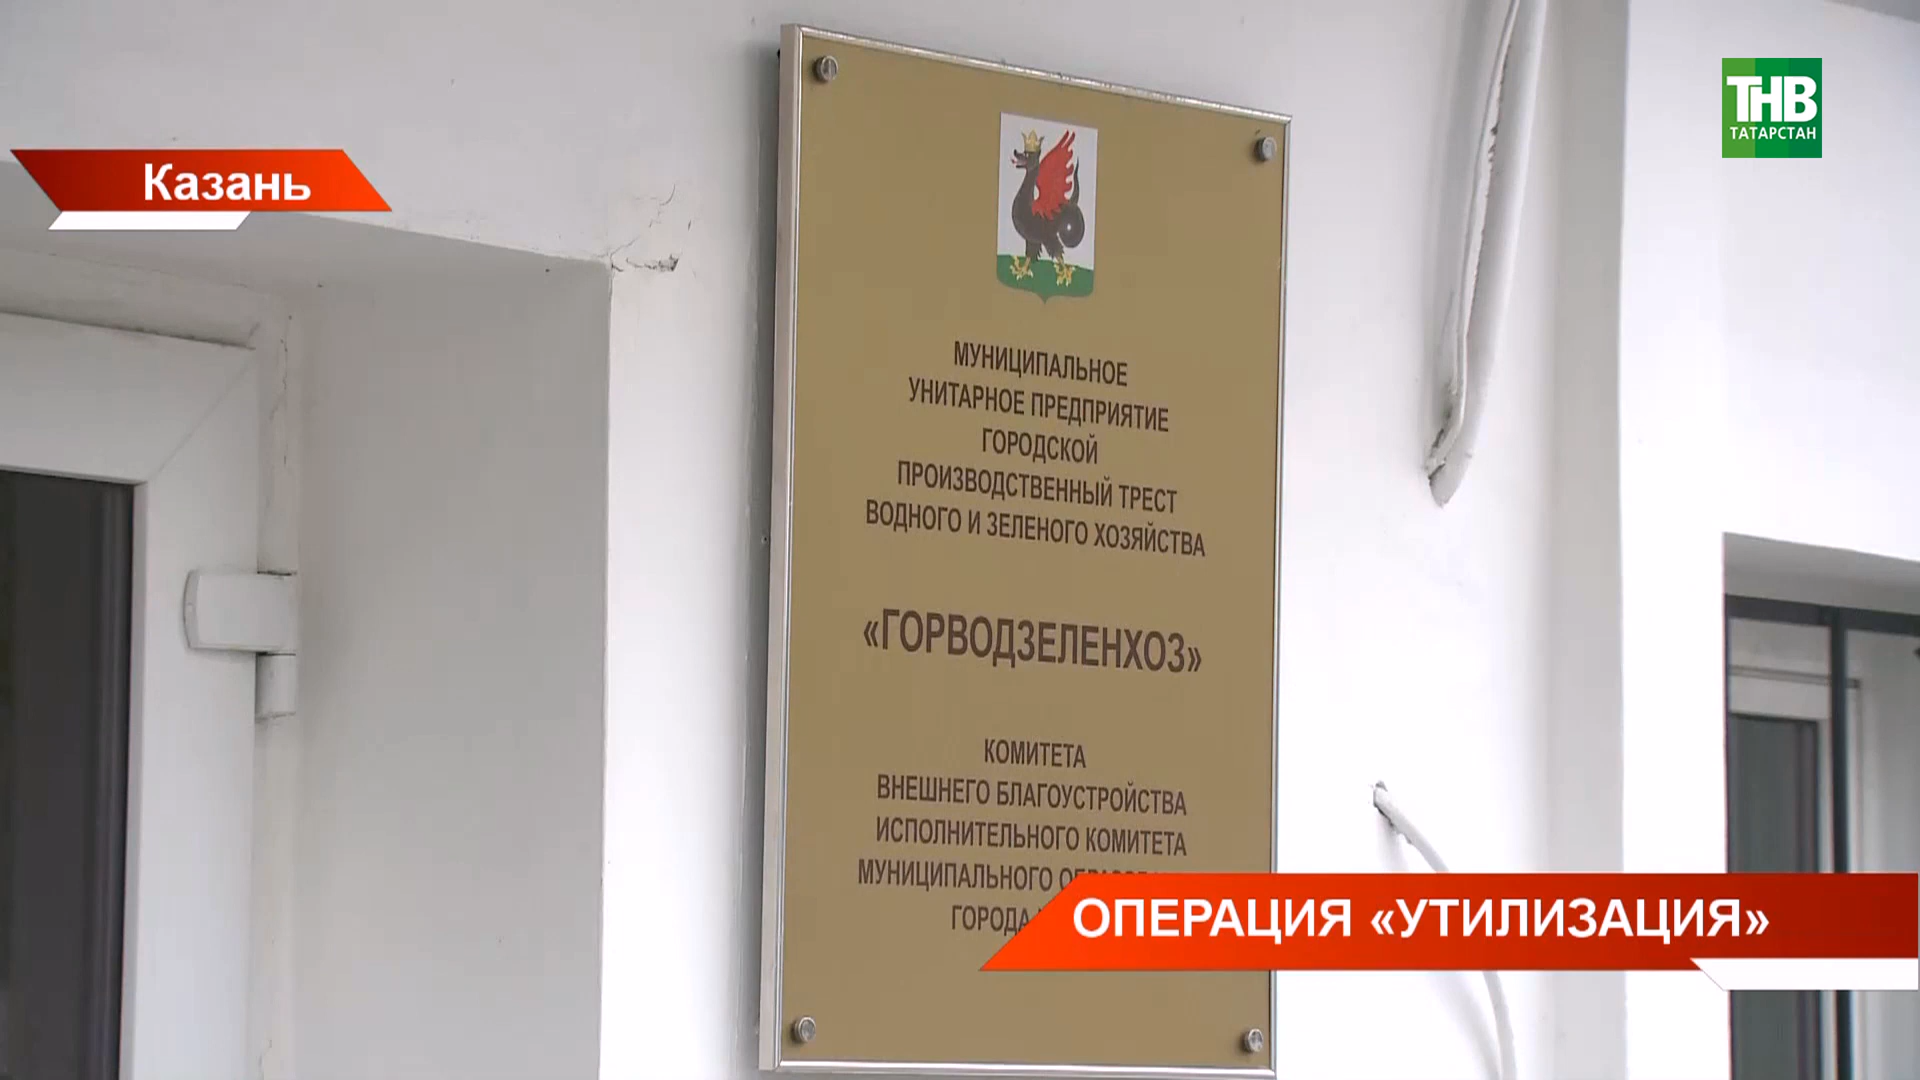 ТНВ
ТАТАРСТАН
Казань
МУНИЦИПАЛЬНОЕ
УНИТАРНОЕ ПРЕДПРИЯТИЕ
ГОРОДСКОЙ
ПРОИЗВОДСТВЕННЫЙ ТРЕСТ
ВОДНОГО И ЗЕЛЕНОГО ХОЗЯЙСТВА
«ГОРВОДЗЕЛЕНХОЗ»
КОМИТЕТА
ВНЕШНЕГО БЛАГОУСТРОЙСТВА
ИСПОЛНИТЕЛЬНОГО КОМИТЕТА
МУНИЦИПАЛЬНОГО
ГОРОДА
ОПЕРАЦИЯ «УТИЛИЗАЦИЯ»